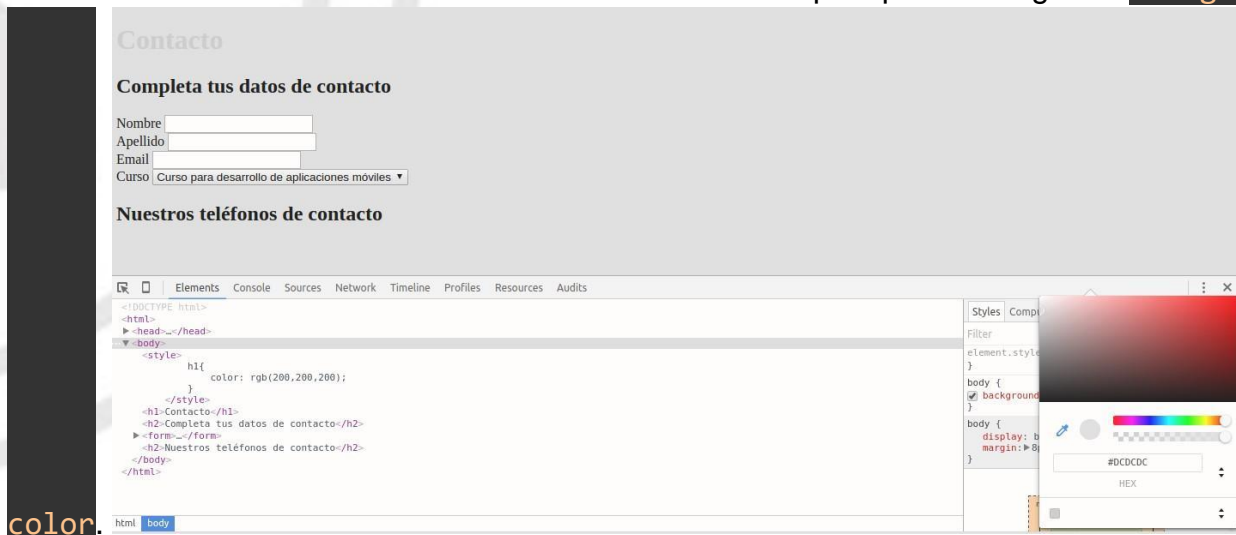 Contacto
Completa tus datos de contacto
Nombre
Apellido
Email
Curso Curso para desarrollo de aplicaciones móviles ▼
Nuestros teléfonos de contacto
Elements Console Sources Network Timeline Profiles Resources Audits
<!DOCTYPE html>
<html>
▶<head>…</head>
▼<body>
<style>
h1{
color: rgb(200,200,200);
}
</style>
<h1>Contacto</h1>
<h2>Completa tus datos de contacto</h2>
▶<form>…</form>
<h2>Nuestros teléfonos de contacto</h2>
</body>
</html>
html body
Styles
Filter
element.style
}
body {
background
}
body {
display: b
margin:▶
}
#DCDCDC
HEX
color.